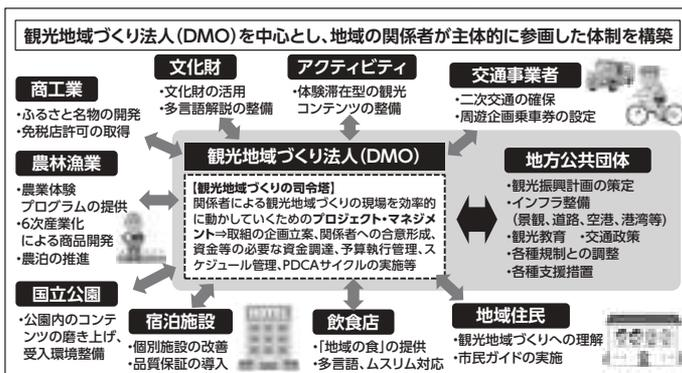 観光地域づくり法人(DMO)を中心とし、地域の関係者が主体的に参画した体制を構築
商工業
・ふるさと名物の開発
・免税店許可の取得
文化財
・文化財の活用
・多言語解説の整備
アクティビティ
・体験滞在型の観光
コンテンツの整備
交通事業者
・二次交通の確保
・周遊企画乗車券の設定
農林漁業
・農業体験
プログラムの提供
・6次産業化
による商品開発
・農泊の推進
観光地域づくり法人(DMO)
【観光地域づくりの司令塔】
関係者による観光地域づくりの現場を効率的
に動かしていくためのプロジェクト・マネジメ
ント⇒取組の企画立案、関係者への合意形成、
資金等の必要な資金調達、予算執行管理、ス
ケジュール管理、PDCAサイクルの実施等
地方公共団体
・観光振興計画の策定
・インフラ整備
(景観、道路、空港、港湾等)
・観光教育 ・交通政策
・各種規制との調整
・各種支援措置
国立公園
・公園内のコンテ
ンツの磨き上げ、
受入環境整備
宿泊施設
・個別施設の改善
・品質保証の導入
HOTEL
飲食店
・「地域の食」の提供
・多言語、ムスリム対応
地域住民
・観光地域づくりへの理解
・市民ガイドの実施